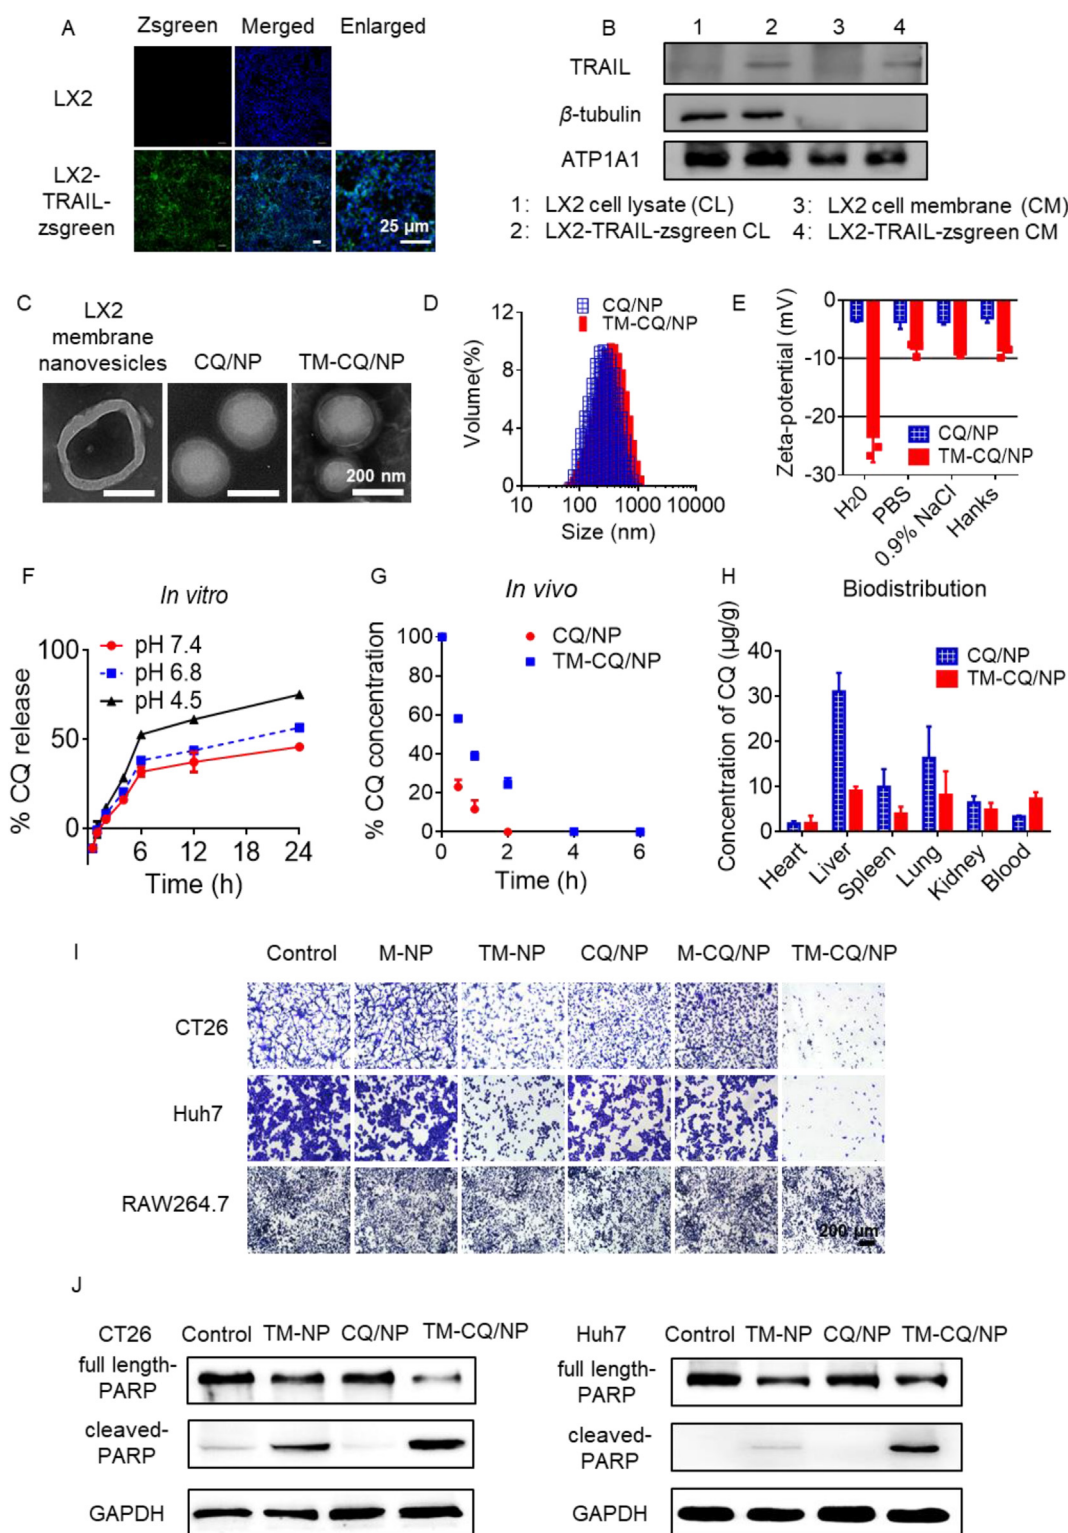 A
Zsgreen Merged Enlarged
LX2
LX2-
TRAIL-
zsgreen
25 μm
B
1 2 3 4
TRAIL
β-tubulin
ATP1A1
1: LX2 cell lysate (CL) 3: LX2 cell membrane (CM)
2: LX2-TRAIL-zsgreen CL 4: LX2-TRAIL-zsgreen CM
C
LX2
membrane
nanovesicles CQ/NP TM-CQ/NP
200 nm
D
CQ/NP
TM-CQ/NP
Volume(%)
12
8
4
0
10 100 1000 10000
Size (nm)
E
Zeta-potential (mV)
0
-10
-20
-30
CQ/NP
TM-CQ/NP
H20 PBS 0.9% NaCl Hanks
F
In vitro
pH 7.4
pH 6.8
pH 4.5
% CQ release
100
50
0
6 12 18 24
Time (h)
G
In vivo
CQ/NP
TM-CQ/NP
% CQ concentration
100
80
60
40
20
0
0 2 4 6
Time (h)
H
Biodistribution
CQ/NP
TM-CQ/NP
Concentration of CQ (μg/g)
40
30
20
10
0
Heart Liver Spleen Lung Kidney Blood
I
Control M-NP TM-NP CQ/NP M-CQ/NP TM-CQ/NP
CT26
Huh7
RAW264.7
200 μm
J
CT26 Control TM-NP CQ/NP TM-CQ/NP
full length-
PARP
cleaved-
PARP
GAPDH
Huh7 Control TM-NP CQ/NP TM-CQ/NP
full length-
PARP
cleaved-
PARP
GAPDH